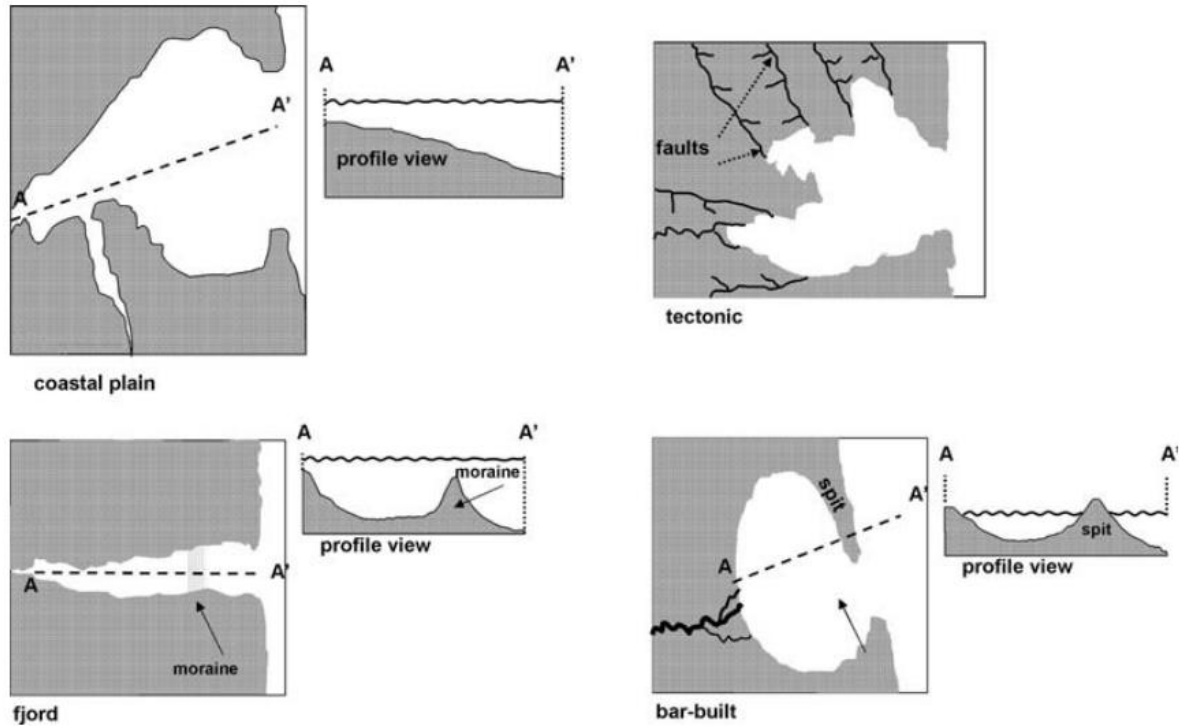 A
A'
A
A'
profile view
coastal plain
faults
tectonic
A
A'
moraine
profile view
A
A'
moraine
fjord
spit
A'
A
A
A'
spit
profile view
bar-built